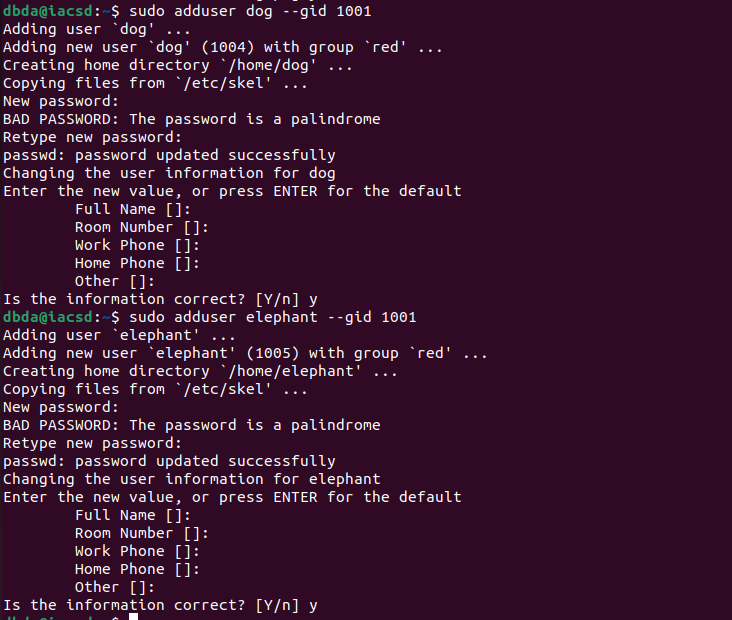 dbda@iacsd:~$ sudo adduser dog --gid 1001
Adding user `dog' ...
Adding new user `dog' (1004) with group `red' ...
Creating home directory `/home/dog' ...
Copying files from `/etc/skel' ...
New password:
BAD PASSWORD: The password is a palindrome
Retype new password:
passwd: password updated successfully
Changing the user information for dog
Enter the new value, or press ENTER for the default
        Full Name []:
        Room Number []:
        Work Phone []:
        Home Phone []:
        Other []:
Is the information correct? [Y/n] y
dbda@iacsd:~$ sudo adduser elephant --gid 1001
Adding user `elephant' ...
Adding new user `elephant' (1005) with group `red' ...
Creating home directory `/home/elephant' ...
Copying files from `/etc/skel' ...
New password:
BAD PASSWORD: The password is a palindrome
Retype new password:
passwd: password updated successfully
Changing the user information for elephant
Enter the new value, or press ENTER for the default
        Full Name []:
        Room Number []:
        Work Phone []:
        Home Phone []:
        Other []:
Is the information correct? [Y/n] y
dbda@iacsd:~$